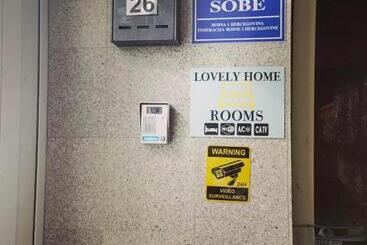 26
SOBE
BOSNA I HERCEGOVINA
FEDERACIJA BOSNE I HERCEGOVINE
LOVELY HOME
ROOMS
AC
CATV
WARNING
24H
VIDEO
SURVEILLANCE